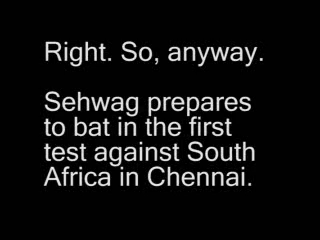 Right. So, anyway.
Sehwag prepares
to bat in the first
test against South
Africa in Chennai.